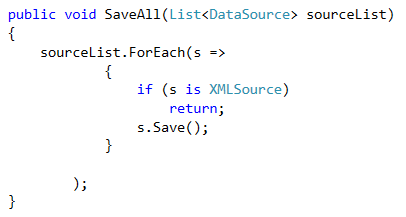 public void SaveAll(List<DataSource> sourceList)
{
    sourceList.ForEach(s =>
            {
                if (s is XMLSource)
                    return;
                s.Save();
            }

        );
}